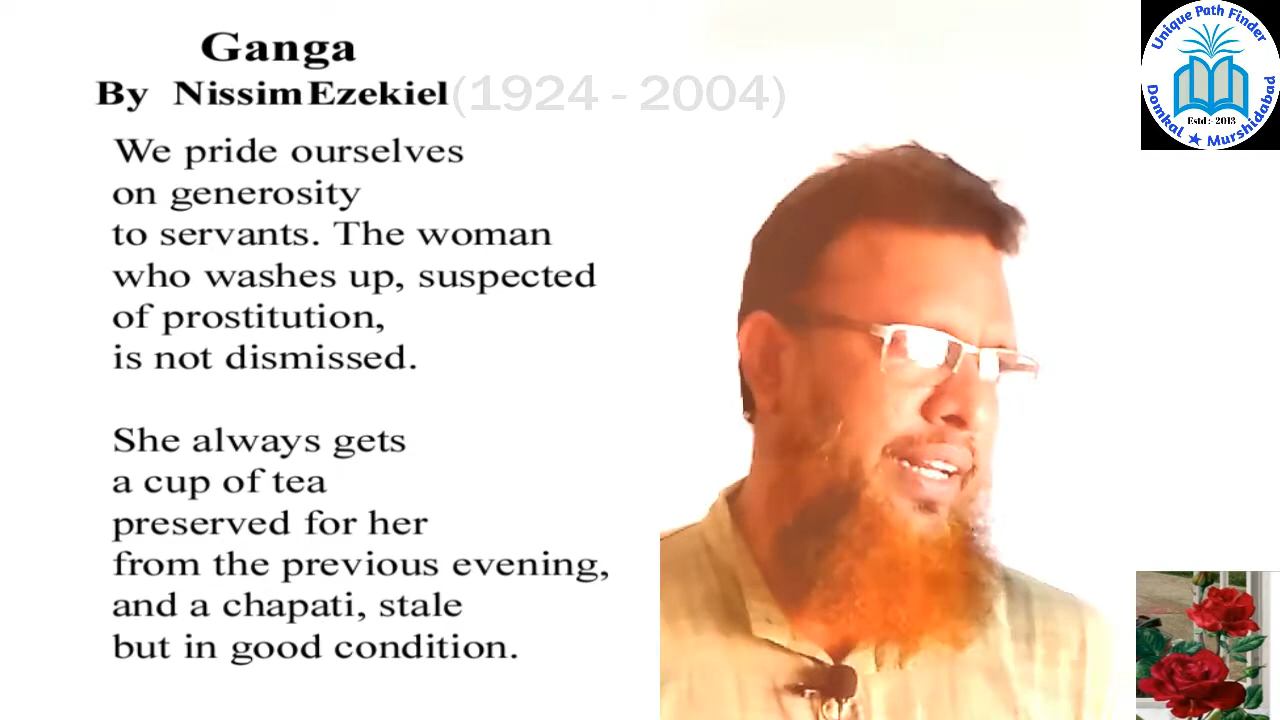 Ganga
By Nissim Ezekiel (1924 - 2004)
We pride ourselves
on generosity
to servants. The woman
who washes up, suspected
of prostitution,
is not dismissed.
She always gets
a cup of tea
preserved for her
from the previous evening,
and a chapati, stale
but in good condition.
Unique Path Finder
Estd :- 2013
Domkal ★ Murshidabad